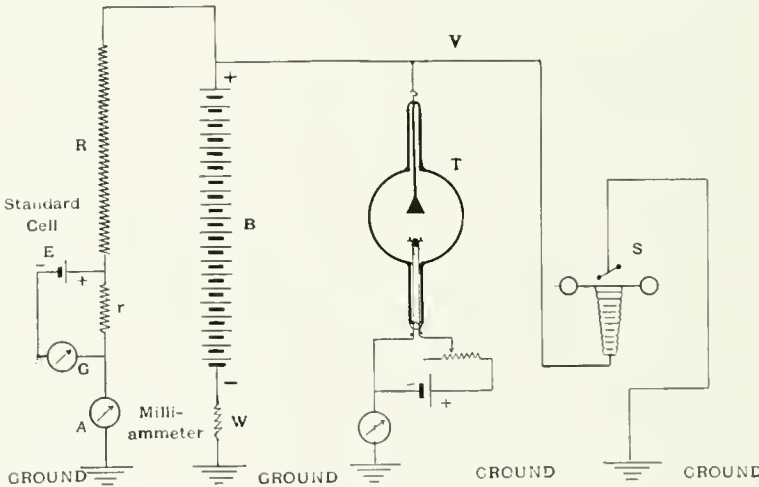 V
+
R
T
Standard
Cell
B
S
E
-
+
r
G
-
-
+
A
Milli-
ammeter
W
GROUND
GROUND
GROUND
GROUND